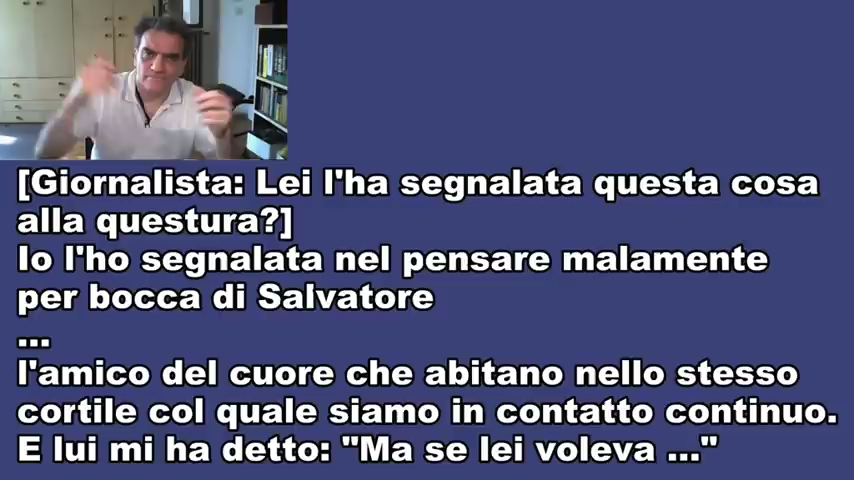 [Giornalista: Lei l'ha segnalata questa cosa
alla questura?]
Io l'ho segnalata nel pensare malamente
per bocca di Salvatore
...
l'amico del cuore che abitano nello stesso
cortile col quale siamo in contatto continuo.
E lui mi ha detto: "Ma se lei voleva ..."